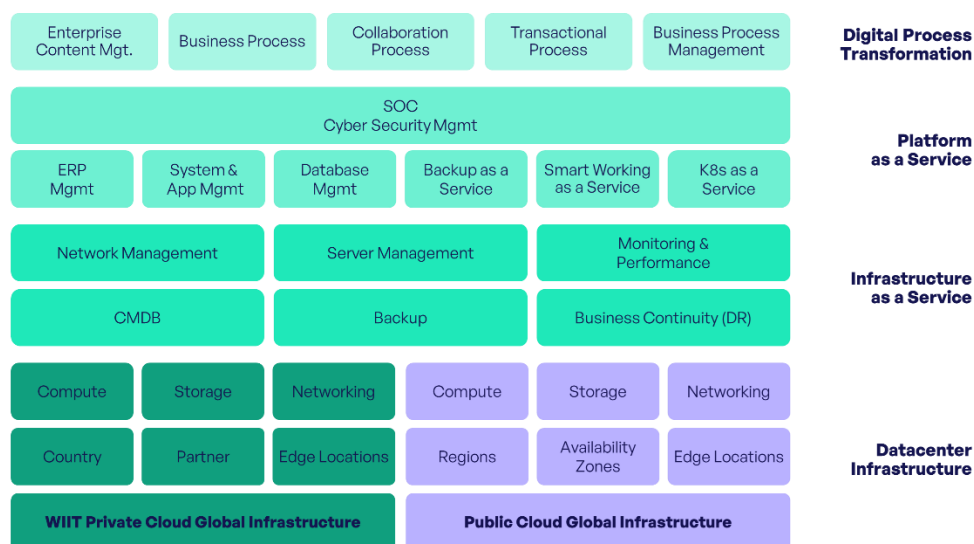 Enterprise
Content Mgt.
Business Process
Collaboration
Process
Transactional
Process
Business Process
Management
Digital Process
Transformation
SOC
Cyber Security Mgmt
Platform
as a Service
ERP
Mgmt
System &
App Mgmt
Database
Mgmt
Backup as a
Service
Smart Working
as a Service
K8s as a
Service
Network Management
Server Management
Monitoring &
Performance
Infrastructure
as a Service
CMDB
Backup
Business Continuity (DR)
Compute
Storage
Networking
Compute
Storage
Networking
Country
Partner
Edge Locations
Regions
Availability
Zones
Edge Locations
Datacenter
Infrastructure
WIIT Private Cloud Global Infrastructure
Public Cloud Global Infrastructure